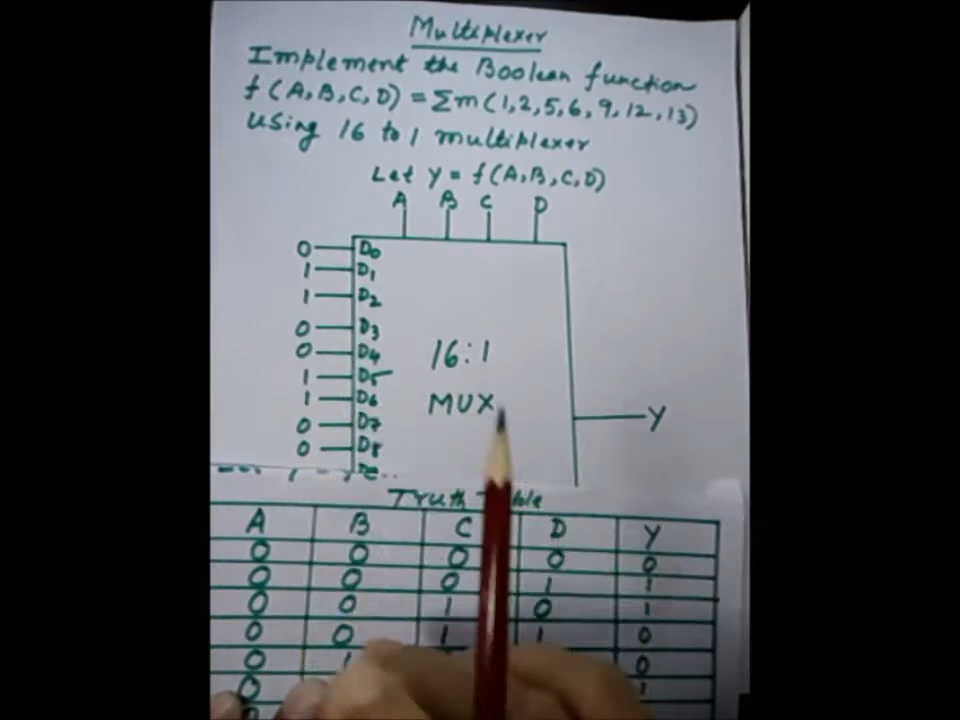 Multiplexer
Implement the Boolean function
f(A,B,C,D) = Σm(1,2,5,6,9,12,13)
using 16 to 1 multiplexer
Let Y = f(A,B,C,D)
A B C D
0 D0
1 D1
1 D2
0 D3
0 D4
16:1
1 D5
1 D6
MUX
0 D7
Y
0 D8
Truth
A B C D Y
0 0 0 0 0
0 0 0 1 1
0 0 1 0 1
0 0 1 1 0
0 1 0
0 1